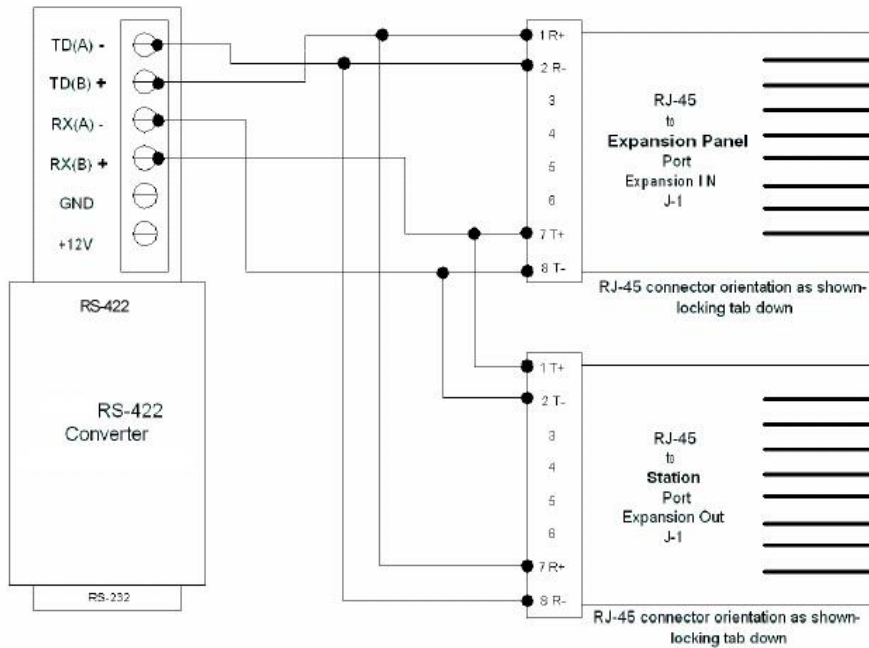 TD(A) -
TD(B) +
RX(A) -
RX(B) +
GND
+12V
RS-422
RS-422
Converter
RS-232
1 R+
2 R-
3
4
5
6
7 T+
8 T-
RJ-45
to
Expansion Panel
Port
Expansion IN
J-1
RJ-45 connector orientation as shown-
locking tab down
1 T+
2 T-
3
4
5
6
7 R+
8 R-
RJ-45
to
Station
Port
Expansion Out
J-1
RJ-45 connector orientation as shown-
locking tab down